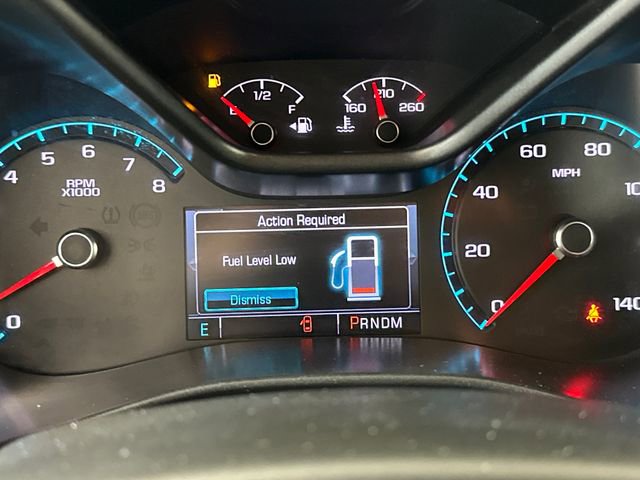 1/2
E F
210
160 260
4 5 6 7 8
RPM
X1000
0
Action Required
Fuel Level Low
Dismiss
E PRNDM
0 20 40 60 80 140
MPH